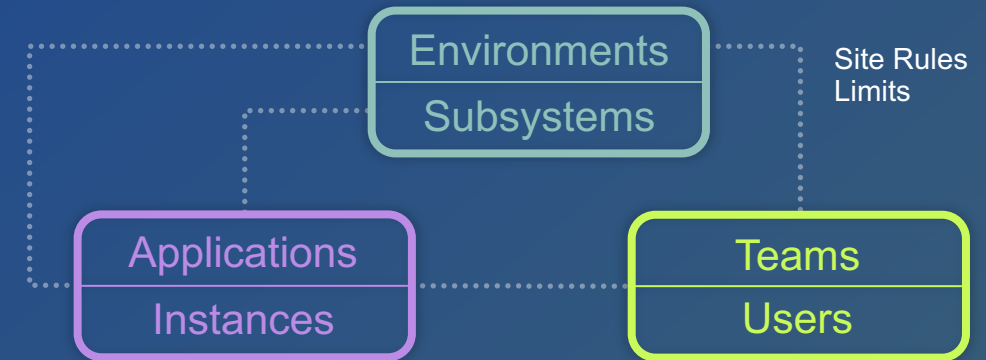 Environments
Subsystems
Site Rules
Limits
Applications
Instances
Teams
Users